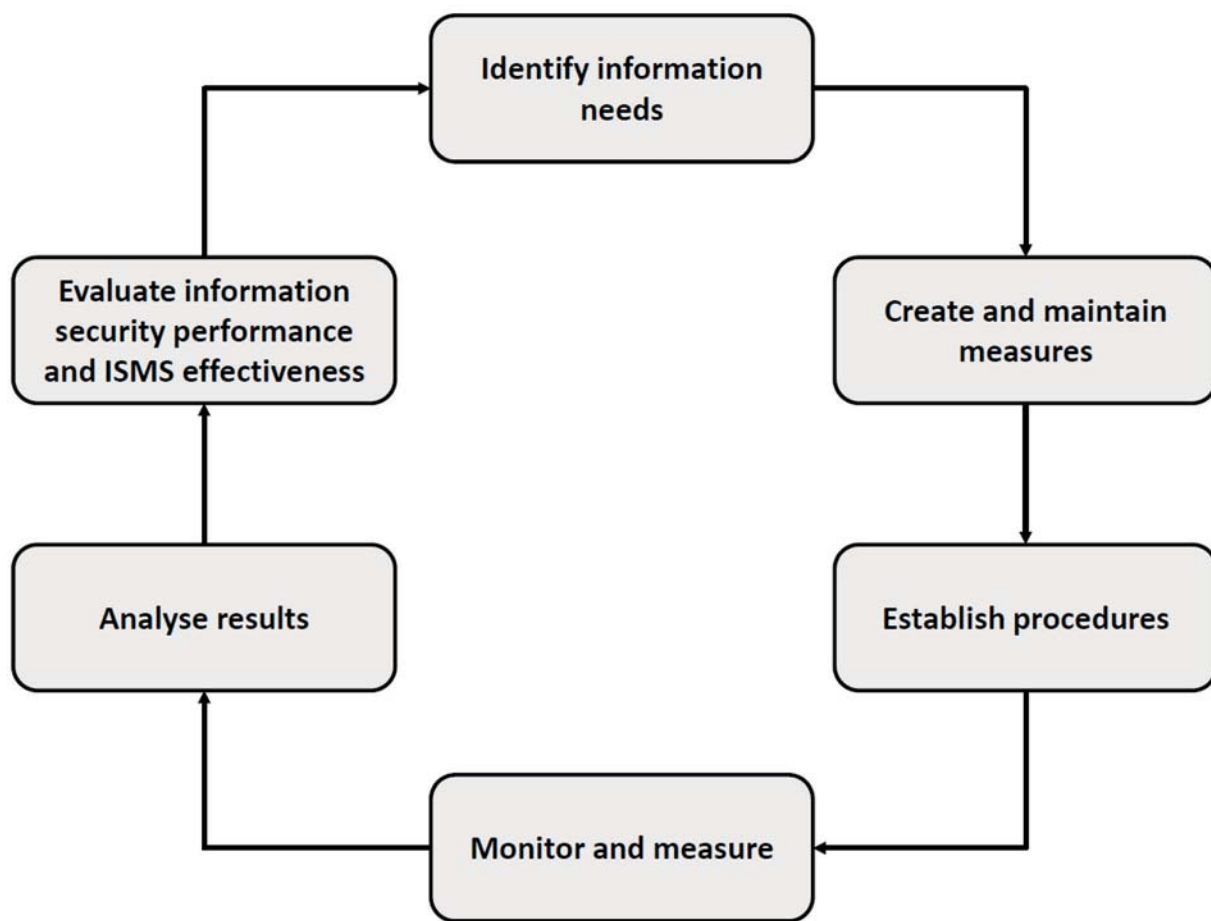 Identify information
needs
Create and maintain
measures
Establish procedures
Monitor and measure
Analyse results
Evaluate information
security performance
and ISMS effectiveness